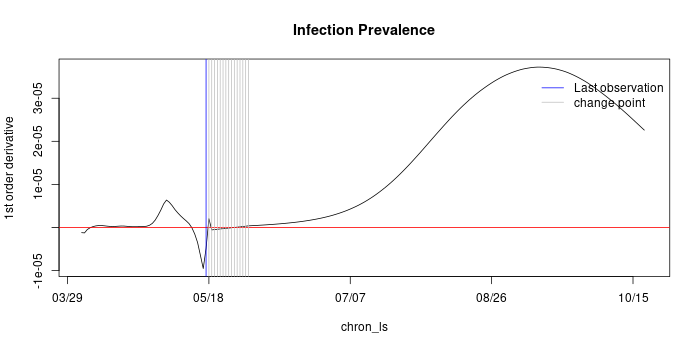 Infection Prevalence
1st order derivative
3e-05
2e-05
1e-05
-1e-05
Last observation
change point
03/29 05/18 07/07 08/26 10/15
chron_ls